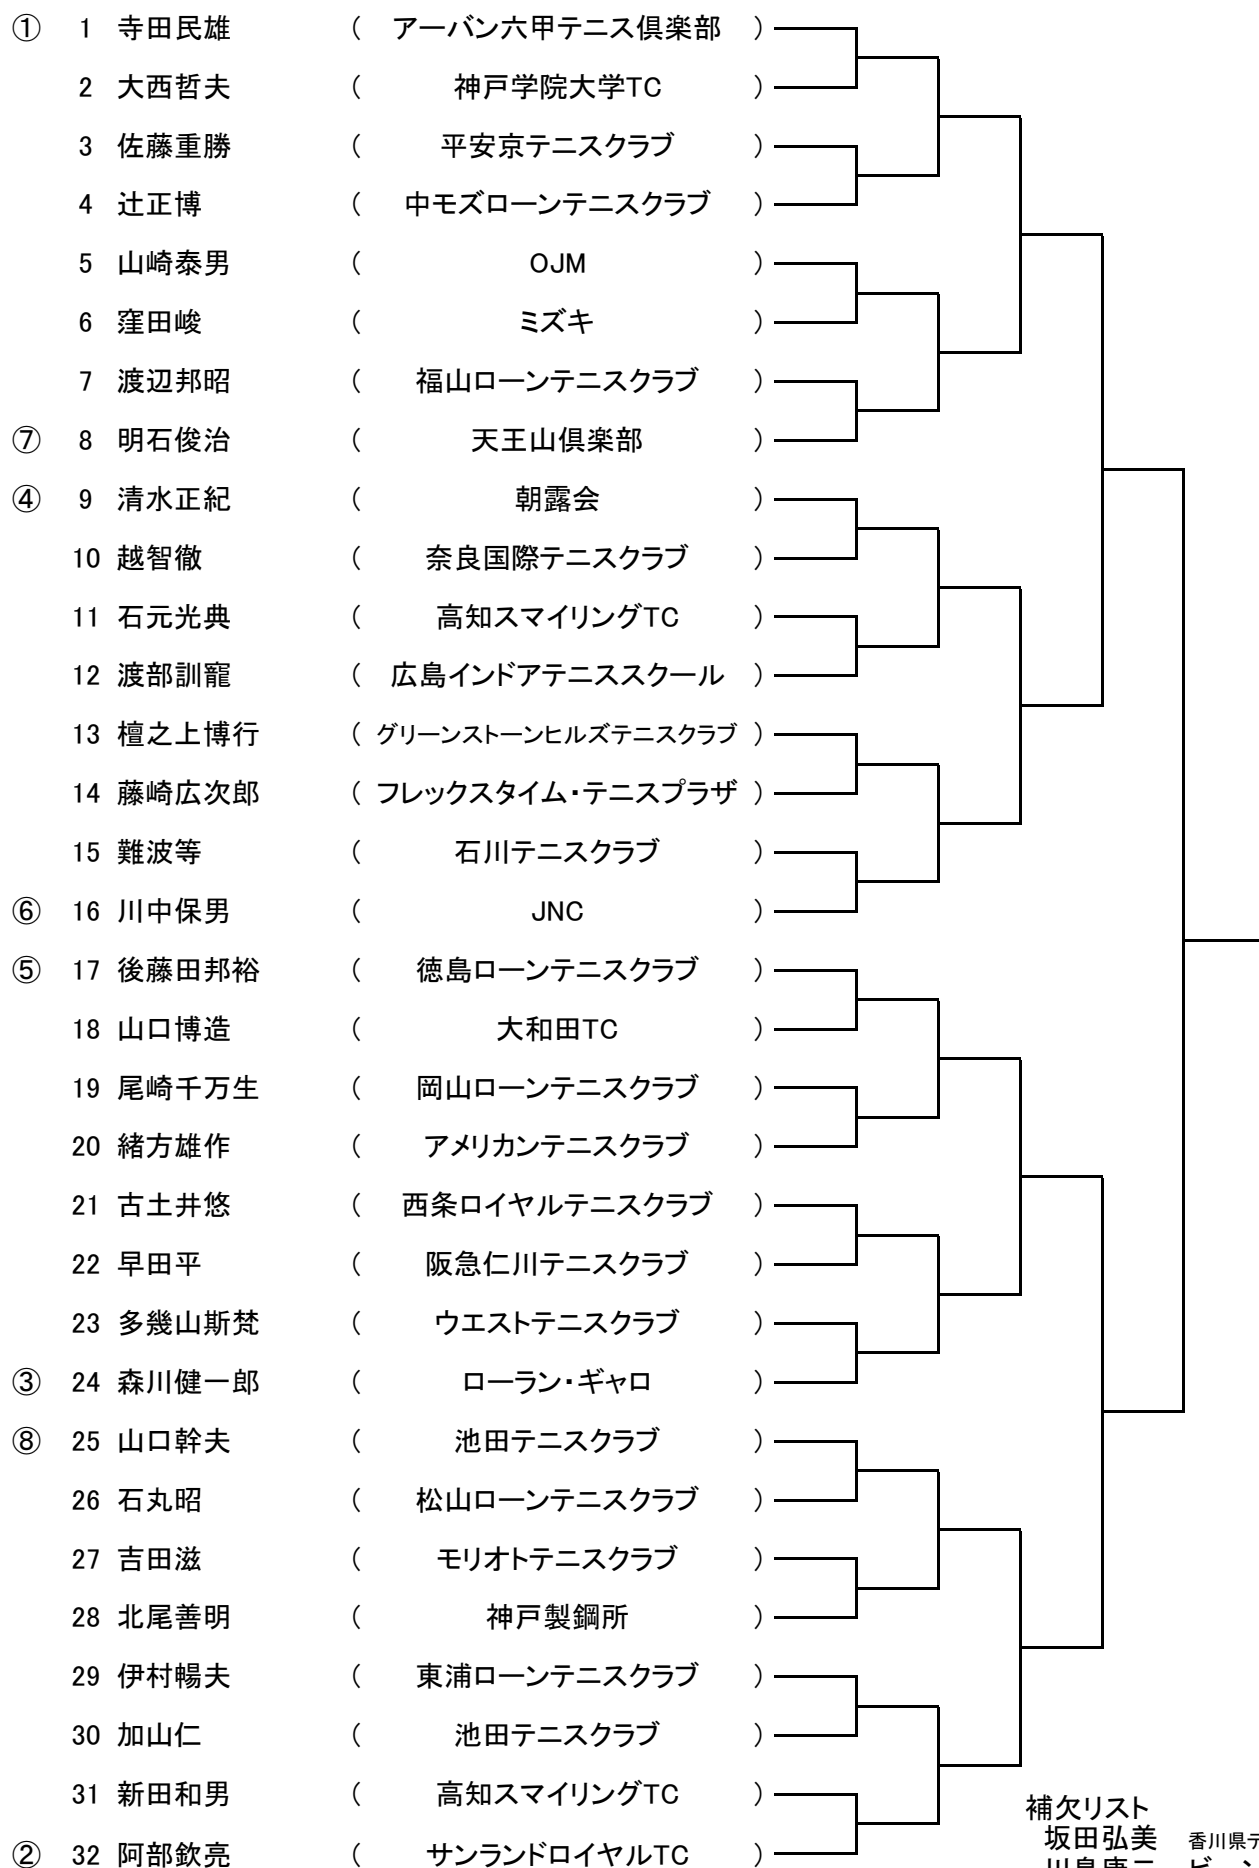 ① 1 寺田民雄 ( アーバン六甲テニス倶楽部 )
2 大西哲夫 ( 神戸学院大学TC )
3 佐藤重勝 ( 平安京テニスクラブ )
4 辻正博 ( 中モズローンテニスクラブ )
5 山崎泰男 ( OJM )
6 窪田峻 ( ミズキ )
7 渡辺邦昭 ( 福山ローンテニスクラブ )
⑦ 8 明石俊治 ( 天王山倶楽部 )
④ 9 清水正紀 ( 朝露会 )
10 越智徹 ( 奈良国際テニスクラブ )
11 石元光典 ( 高知スマイリングTC )
12 渡部訓寵 ( 広島インドアテニススクール )
13 檀之上博行 ( グリーンストーンヒルズテニスクラブ )
14 藤崎広次郎 ( フレックスタイム・テニスプラザ )
15 難波等 ( 石川テニスクラブ )
⑥ 16 川中保男 ( JNC )
⑤ 17 後藤田邦裕 ( 徳島ローンテニスクラブ )
18 山口博造 ( 大和田TC )
19 尾崎千万生 ( 岡山ローンテニスクラブ )
20 緒方雄作 ( アメリカンテニスクラブ )
21 古土井悠 ( 西条ロイヤルテニスクラブ )
22 早田平 ( 阪急仁川テニスクラブ )
23 多幾山斯梵 ( ウエストテニスクラブ )
③ 24 森川健一郎 ( ローラン・ギャロ )
⑧ 25 山口幹夫 ( 池田テニスクラブ )
26 石丸昭 ( 松山ローンテニスクラブ )
27 吉田滋 ( モリオトテニスクラブ )
28 北尾善明 ( 神戸製鋼所 )
29 伊村暢夫 ( 東浦ローンテニスクラブ )
30 加山仁 ( 池田テニスクラブ )
31 新田和男 ( 高知スマイリングTC )
② 32 阿部欽亮 ( サンランドロイヤルTC )
補欠リスト
坂田弘美 香川県テ